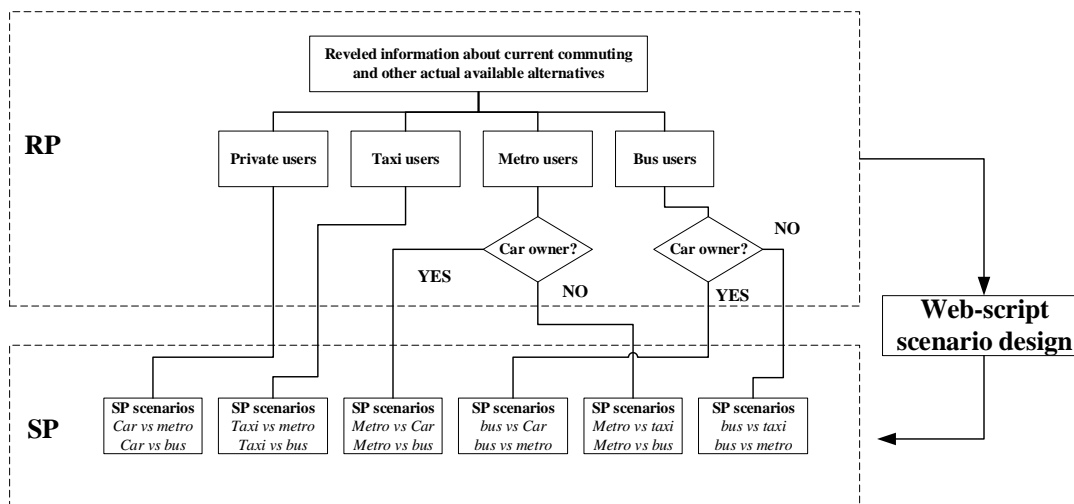 Reveled information about current commuting
and other actual available alternatives
RP
Private users
Taxi users
Metro users
Bus users
Car owner?
Car owner?
NO
YES
NO
YES
Web-script
scenario design
SP
SP scenarios
Car vs metro
Car vs bus
SP scenarios
Taxi vs metro
Taxi vs bus
SP scenarios
Metro vs Car
Metro vs bus
SP scenarios
bus vs Car
bus vs metro
SP scenarios
Metro vs taxi
Metro vs bus
SP scenarios
bus vs taxi
bus vs metro